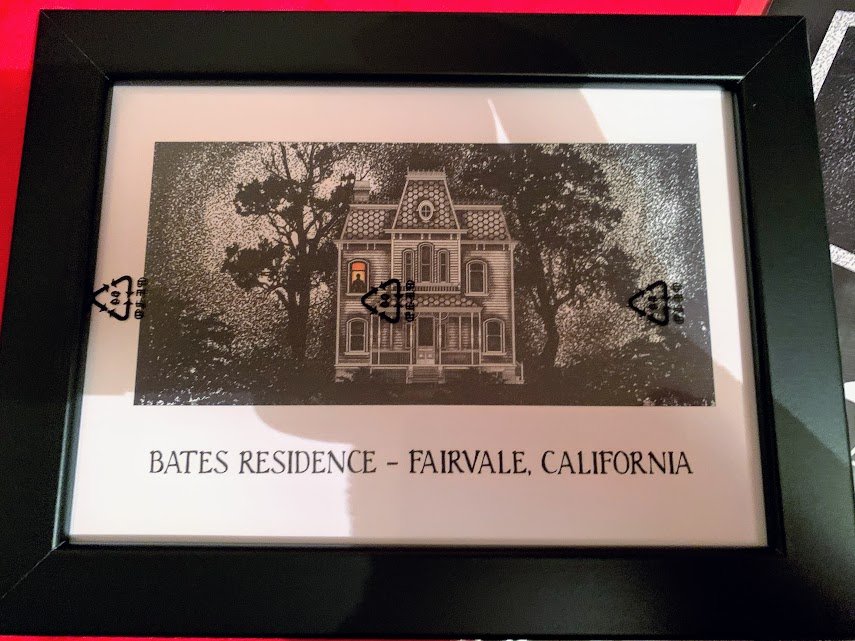 BATES RESIDENCE – FAIRVALE, CALIFORNIA